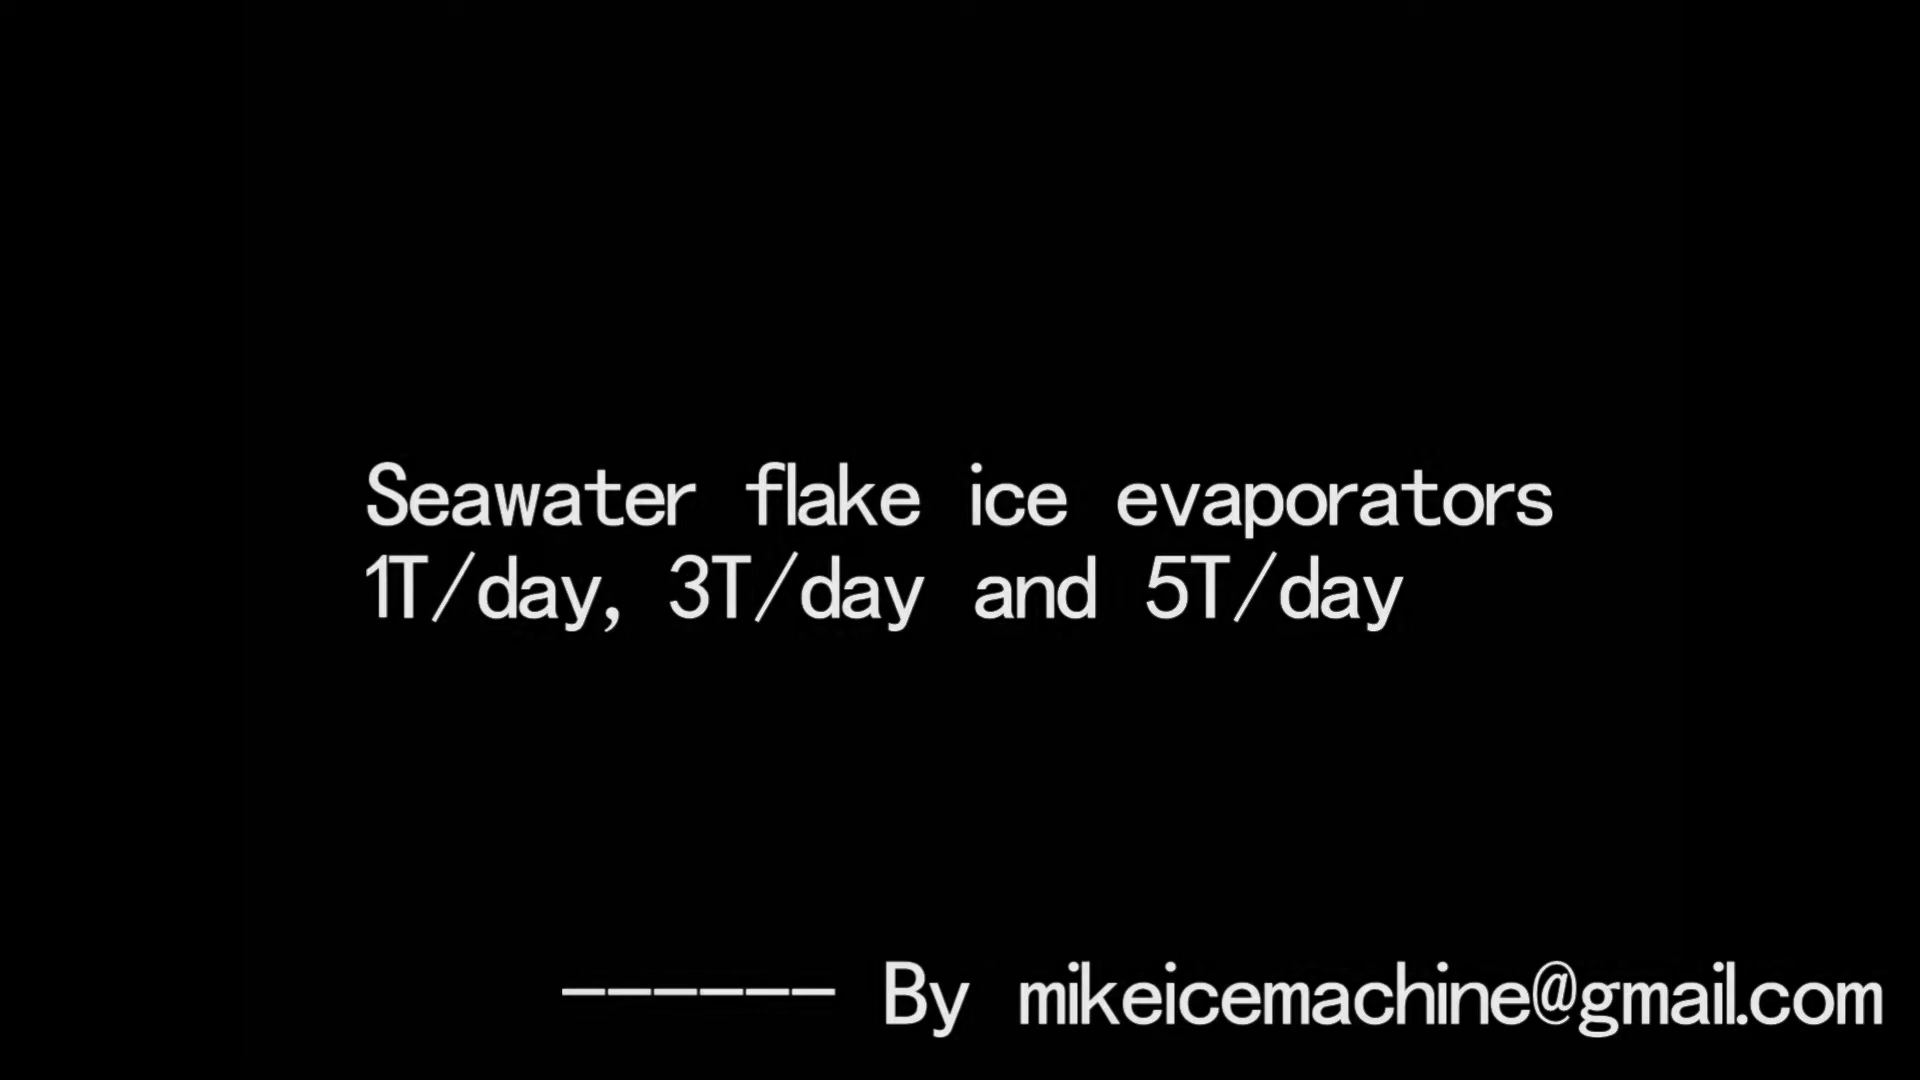 Seawater flake ice evaporators
1T/day, 3T/day and 5T/day
------ By mikeicemachine@gmail.com